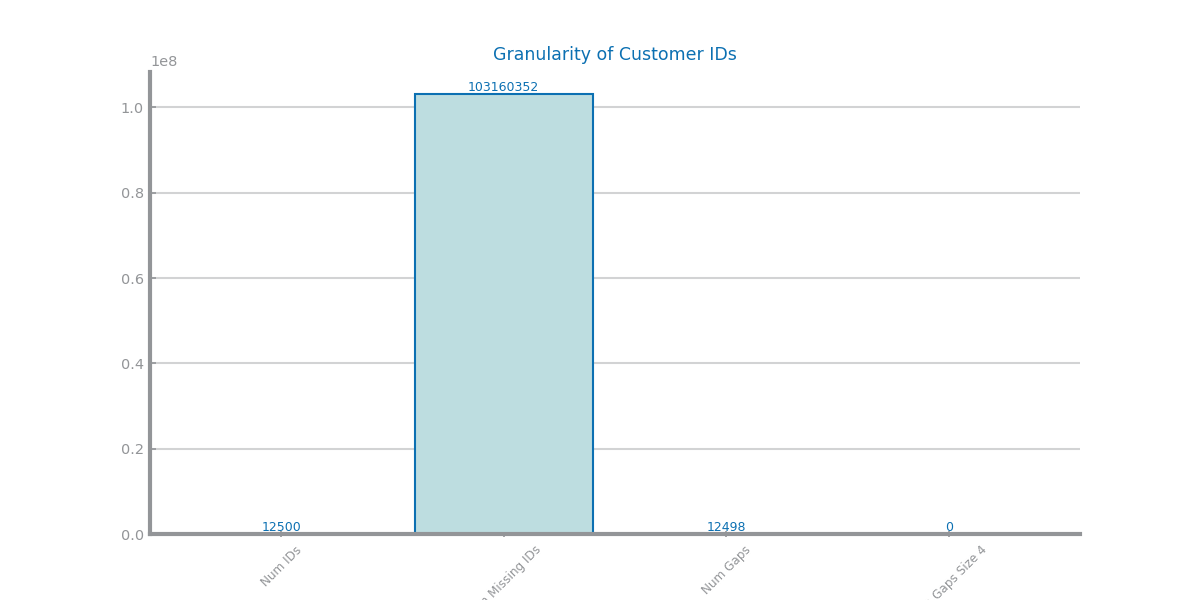 Granularity of Customer IDs
1e8
103160352
1.0
0.8
0.6
0.4
0.2
0.0
12500
12498
0
Num IDs
Missing IDs
Num Gaps
Gaps Size 4